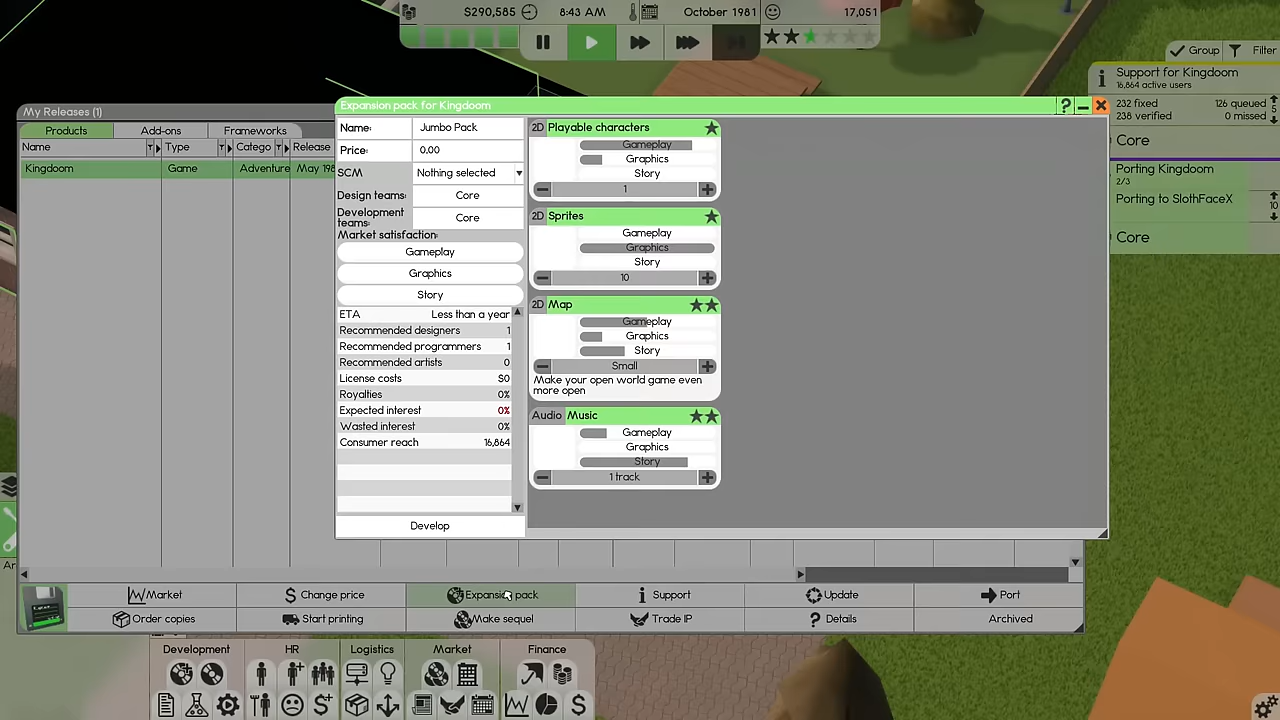 $290,585
8:43 AM
October 1981
17,051
Group
Filter
Support for Kingdoom
16,864 active users
232 fixed
126 queued
5
238 verified
0 missed
Core
Porting Kingdoom
2/3
Porting to SlothFaceX
10
Core
My Releases (1)
Products
Add-ons
Frameworks
Name
Type
Catego
Release
Kingdoom
Game
Adventure
May 198
Expansion pack for Kingdoom
?
Name:
Jumbo Pack
Price:
0.00
SCM
Nothing selected
Design teams:
Core
Development teams:
Core
Market satisfaction:
Gameplay
Graphics
Story
ETA
Less than a year
Recommended designers
1
Recommended programmers
1
Recommended artists
0
License costs
$0
Royalties
0%
Expected interest
0%
Wasted interest
0%
Consumer reach
16,864
Develop
2D
Playable characters
Gameplay
Graphics
Story
1
2D
Sprites
Gameplay
Graphics
Story
10
2D
Map
Gameplay
Graphics
Story
Small
Make your open world game even
more open
Audio
Music
Gameplay
Graphics
Story
1 track
Market
Change price
Expansion pack
Support
Update
Port
Order copies
Start printing
Make sequel
Trade IP
Details
Archived
Development
HR
Logistics
Market
Finance